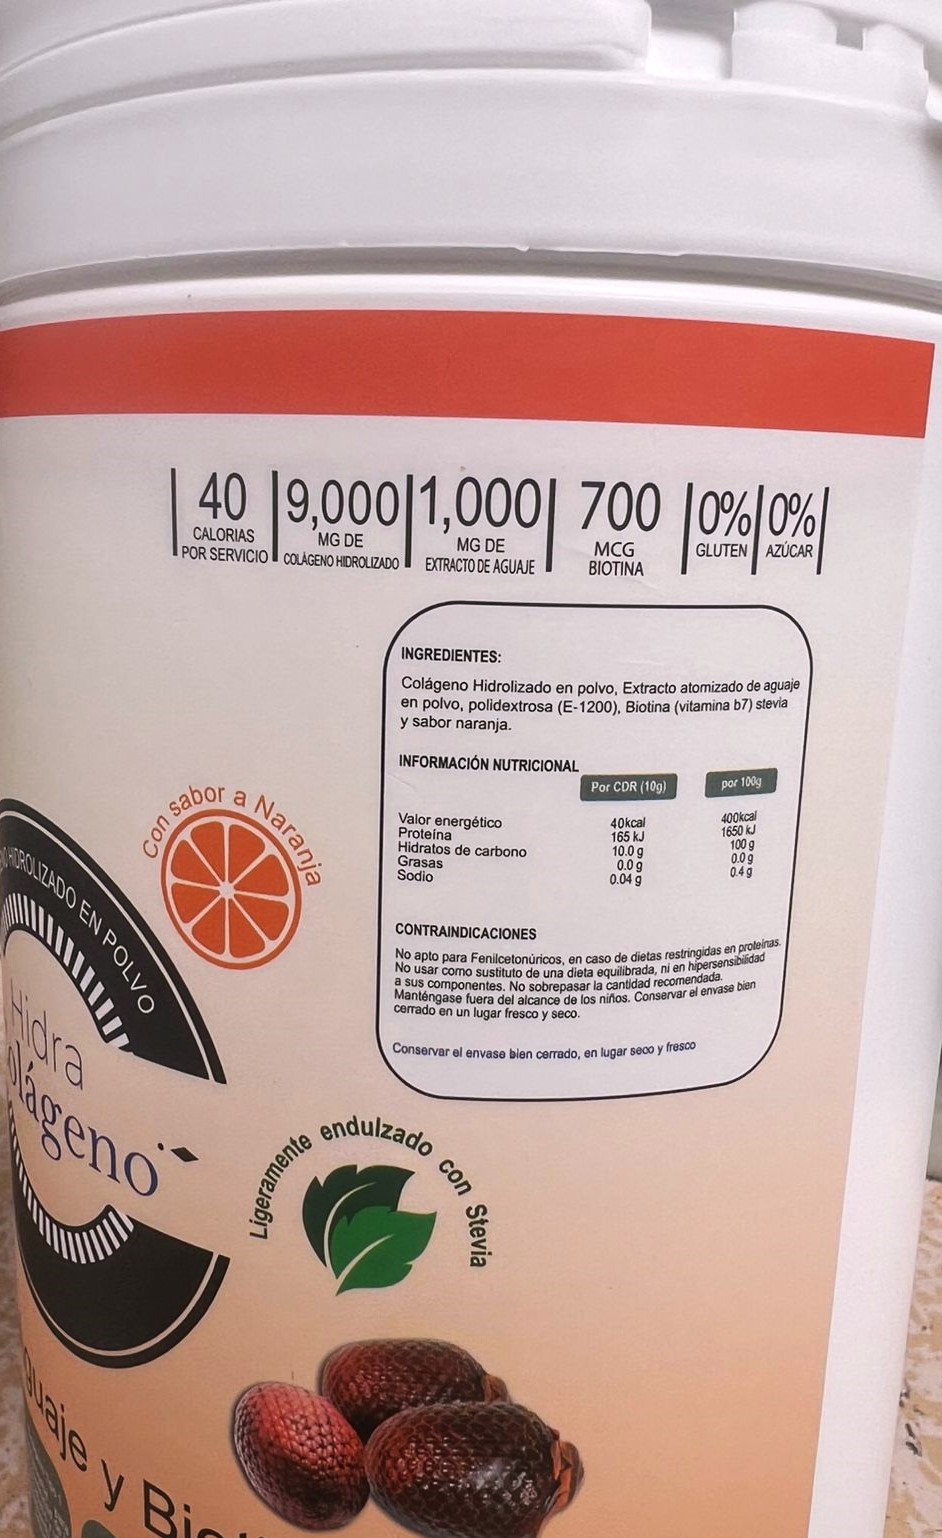 40
CALORIAS
POR SERVICIO
9,000
MG DE
COLÁGENO HIDROLIZADO
1,000
MG DE
EXTRACTO DE AGUAJE
700
MCG
BIOTINA
0%
GLUTEN
0%
AZÚCAR
INGREDIENTES:
Colágeno Hidrolizado en polvo, Extracto atomizado de aguaje
en polvo, polidextrosa (E-1200), Biotina (vitamina b7) stevia
y sabor naranja.
INFORMACIÓN NUTRICIONAL
Por CDR (10g) por 100g
Valor energético 40kcal 400kcal
Proteína 165 kJ 1650 kJ
Hidratos de carbono 10.0 g 100 g
Grasas 0.0 g 0.0 g
Sodio 0.04 g 0.4 g
CONTRAINDICACIONES
No apto para Fenilcetonúricos, en caso de dietas restringidas en proteínas.
No usar como sustituto de una dieta equilibrada, ni en hipersensibilidad
a sus componentes. No sobrepasar la cantidad recomendada.
Manténgase fuera del alcance de los niños. Conservar el envase bien
cerrado en un lugar fresco y seco.
Conservar el envase bien cerrado, en lugar seco y fresco
Con sabor a Naranja
HIDROLIZADO EN POLVO
Hidra
olágeno
Ligeramente endulzado con Stevia
guaje y Bio